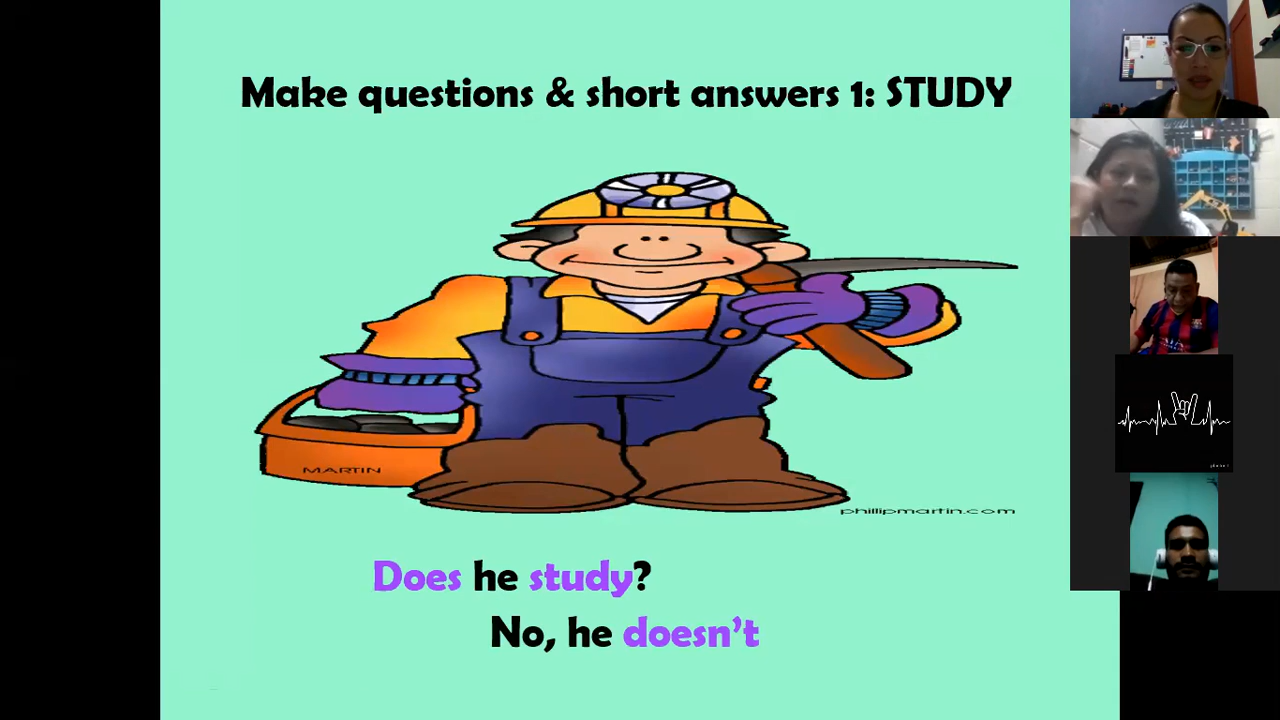 Make questions & short answers 1: STUDY
MARTIN
phillipmartin.com
Does he study?
No, he doesn't